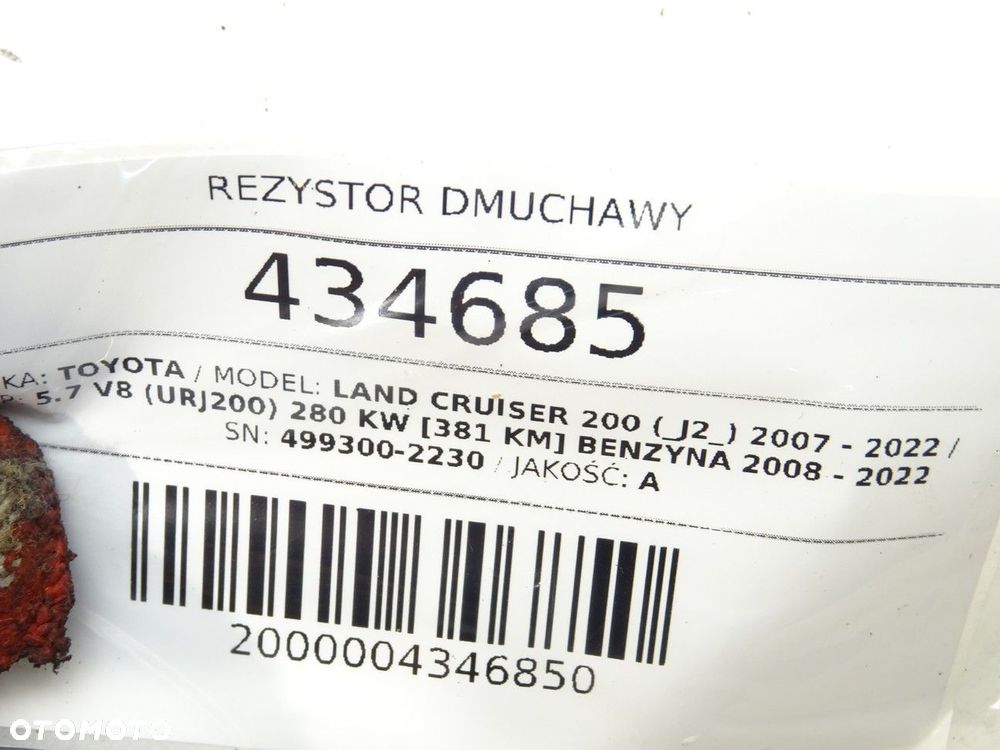 REZYSTOR DMUCHAWY
434685
KA: TOYOTA / MODEL: LAND CRUISER 200 (_J2_) 2007 - 2022 /
P: 5.7 V8 (URJ200) 280 KW [381 KM] BENZYNA 2008 - 2022
SN: 499300-2230 / JAKOŚĆ: A
2000004346850
OTOMOTO